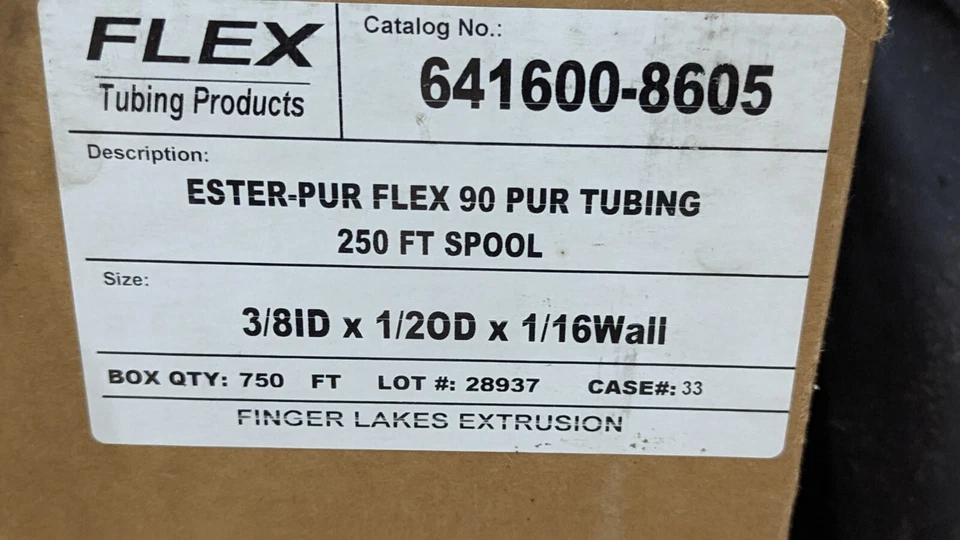 FLEX
Tubing Products
Catalog No.:
641600-8605
Description:
ESTER-PUR FLEX 90 PUR TUBING
250 FT SPOOL
Size:
3/8ID x 1/2OD x 1/16Wall
BOX QTY: 750 FT LOT #: 28937 CASE#: 33
FINGER LAKES EXTRUSION